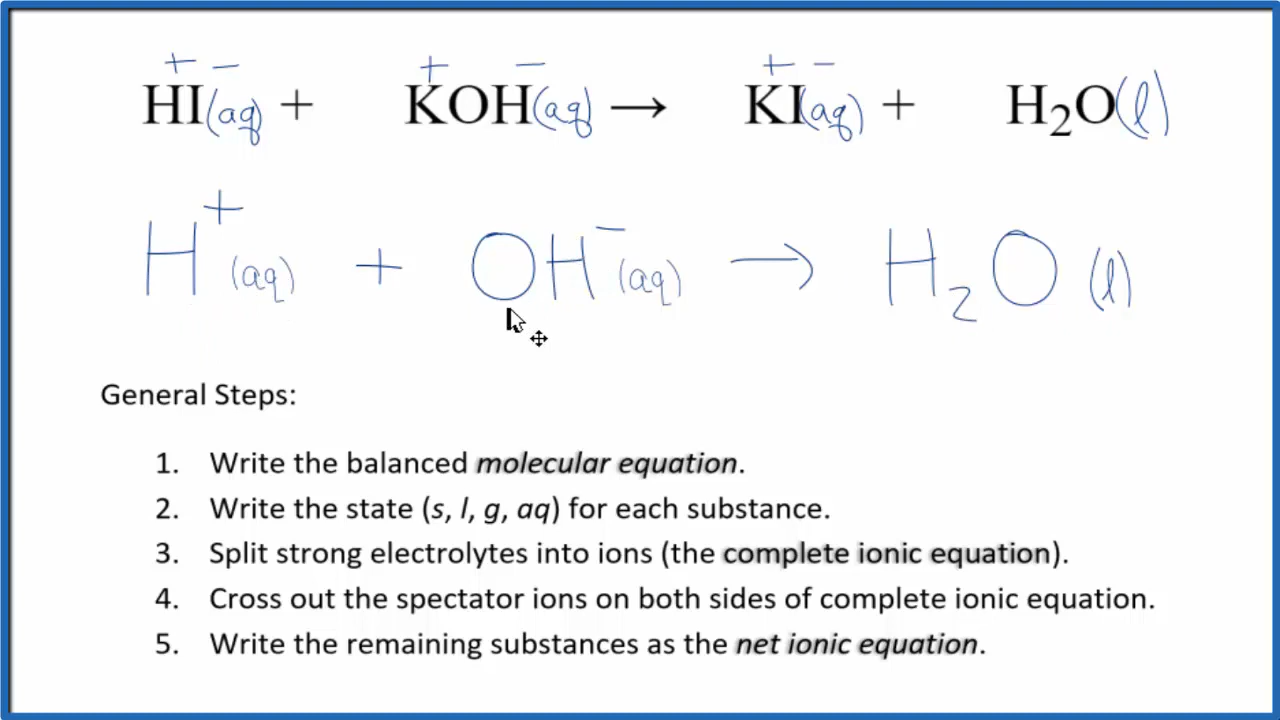 + − + − + −
HI(aq) + KOH(aq) → KI(aq) + H₂O(l)
H⁺(aq) + OH⁻(aq) → H₂O(l)
General Steps:
1. Write the balanced molecular equation.
2. Write the state (s, l, g, aq) for each substance.
3. Split strong electrolytes into ions (the complete ionic equation).
4. Cross out the spectator ions on both sides of complete ionic equation.
5. Write the remaining substances as the net ionic equation.